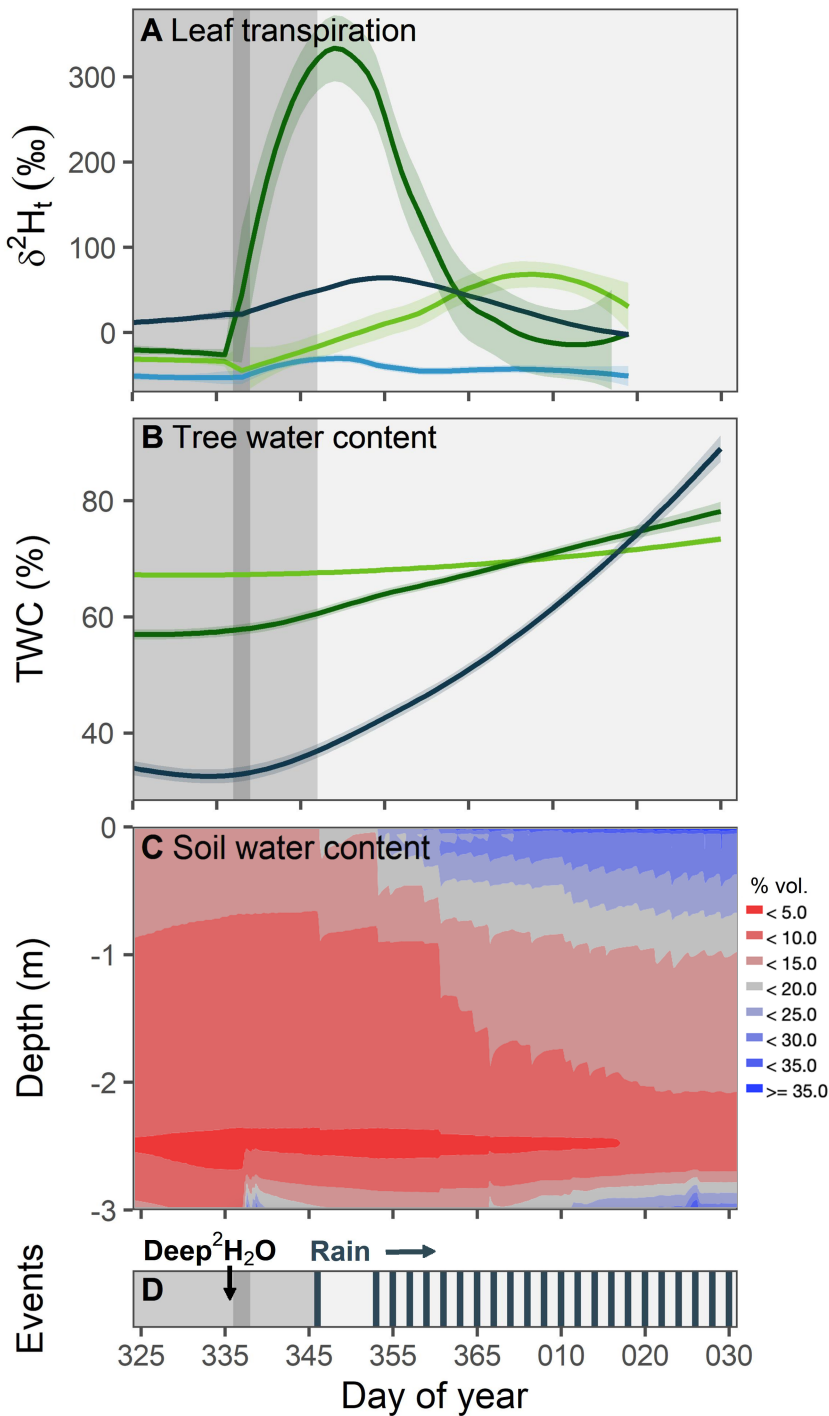 A Leaf transpiration
300
200
100
0
δ²Hₜ (‰)
B Tree water content
80
60
40
TWC (%)
C Soil water content
0
-1
-2
-3
Depth (m)
% vol.
< 5.0
< 10.0
< 15.0
< 20.0
< 25.0
< 30.0
< 35.0
>= 35.0
Deep²H₂O Rain
D
Events
325 335 345 355 365 010 020 030
Day of year